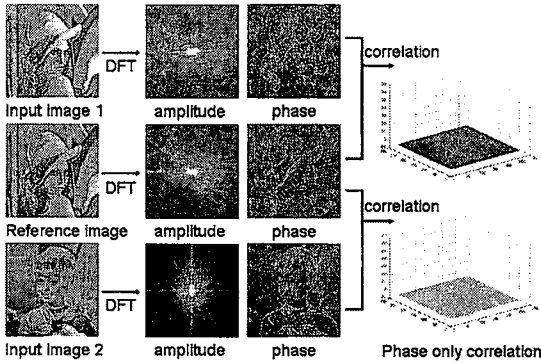 DFT
correlation
Input image 1
amplitude
phase
DFT
correlation
Reference image
amplitude
phase
DFT
Input image 2
amplitude
phase
Phase only correlation